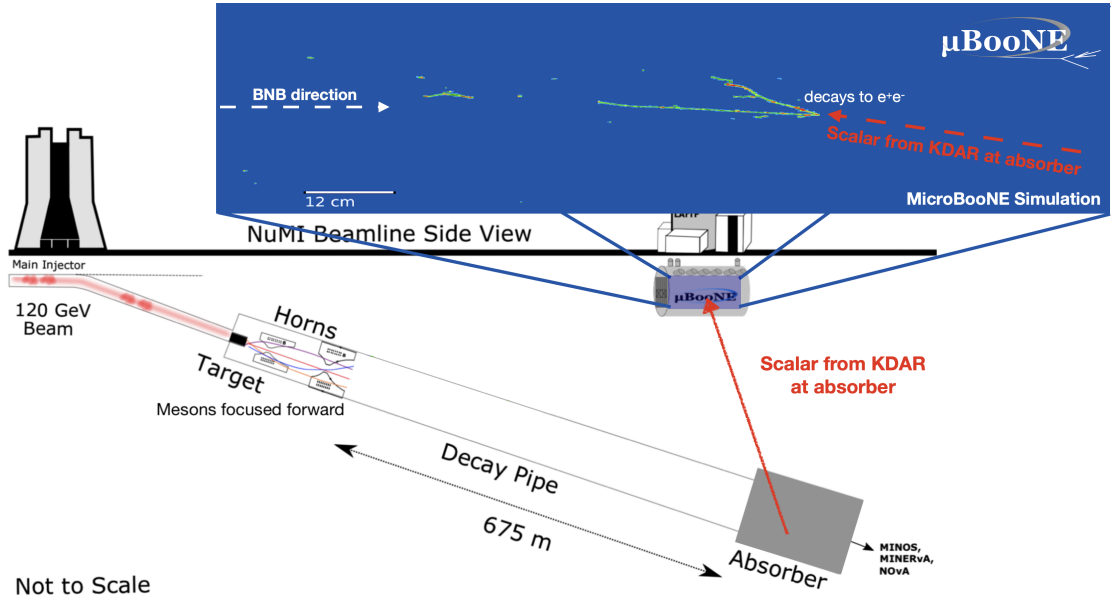 µBooNE
BNB direction
decays to e⁺e⁻
Scalar from KDAR at absorber
12 cm
MicroBooNE Simulation
NuMI Beamline Side View
Main Injector
120 GeV
Beam
µBooNE
Horns
Target
Mesons focused forward
Scalar from KDAR
at absorber
Decay Pipe
675 m
Absorber
MINOS,
MINERvA,
NOvA
Not to Scale